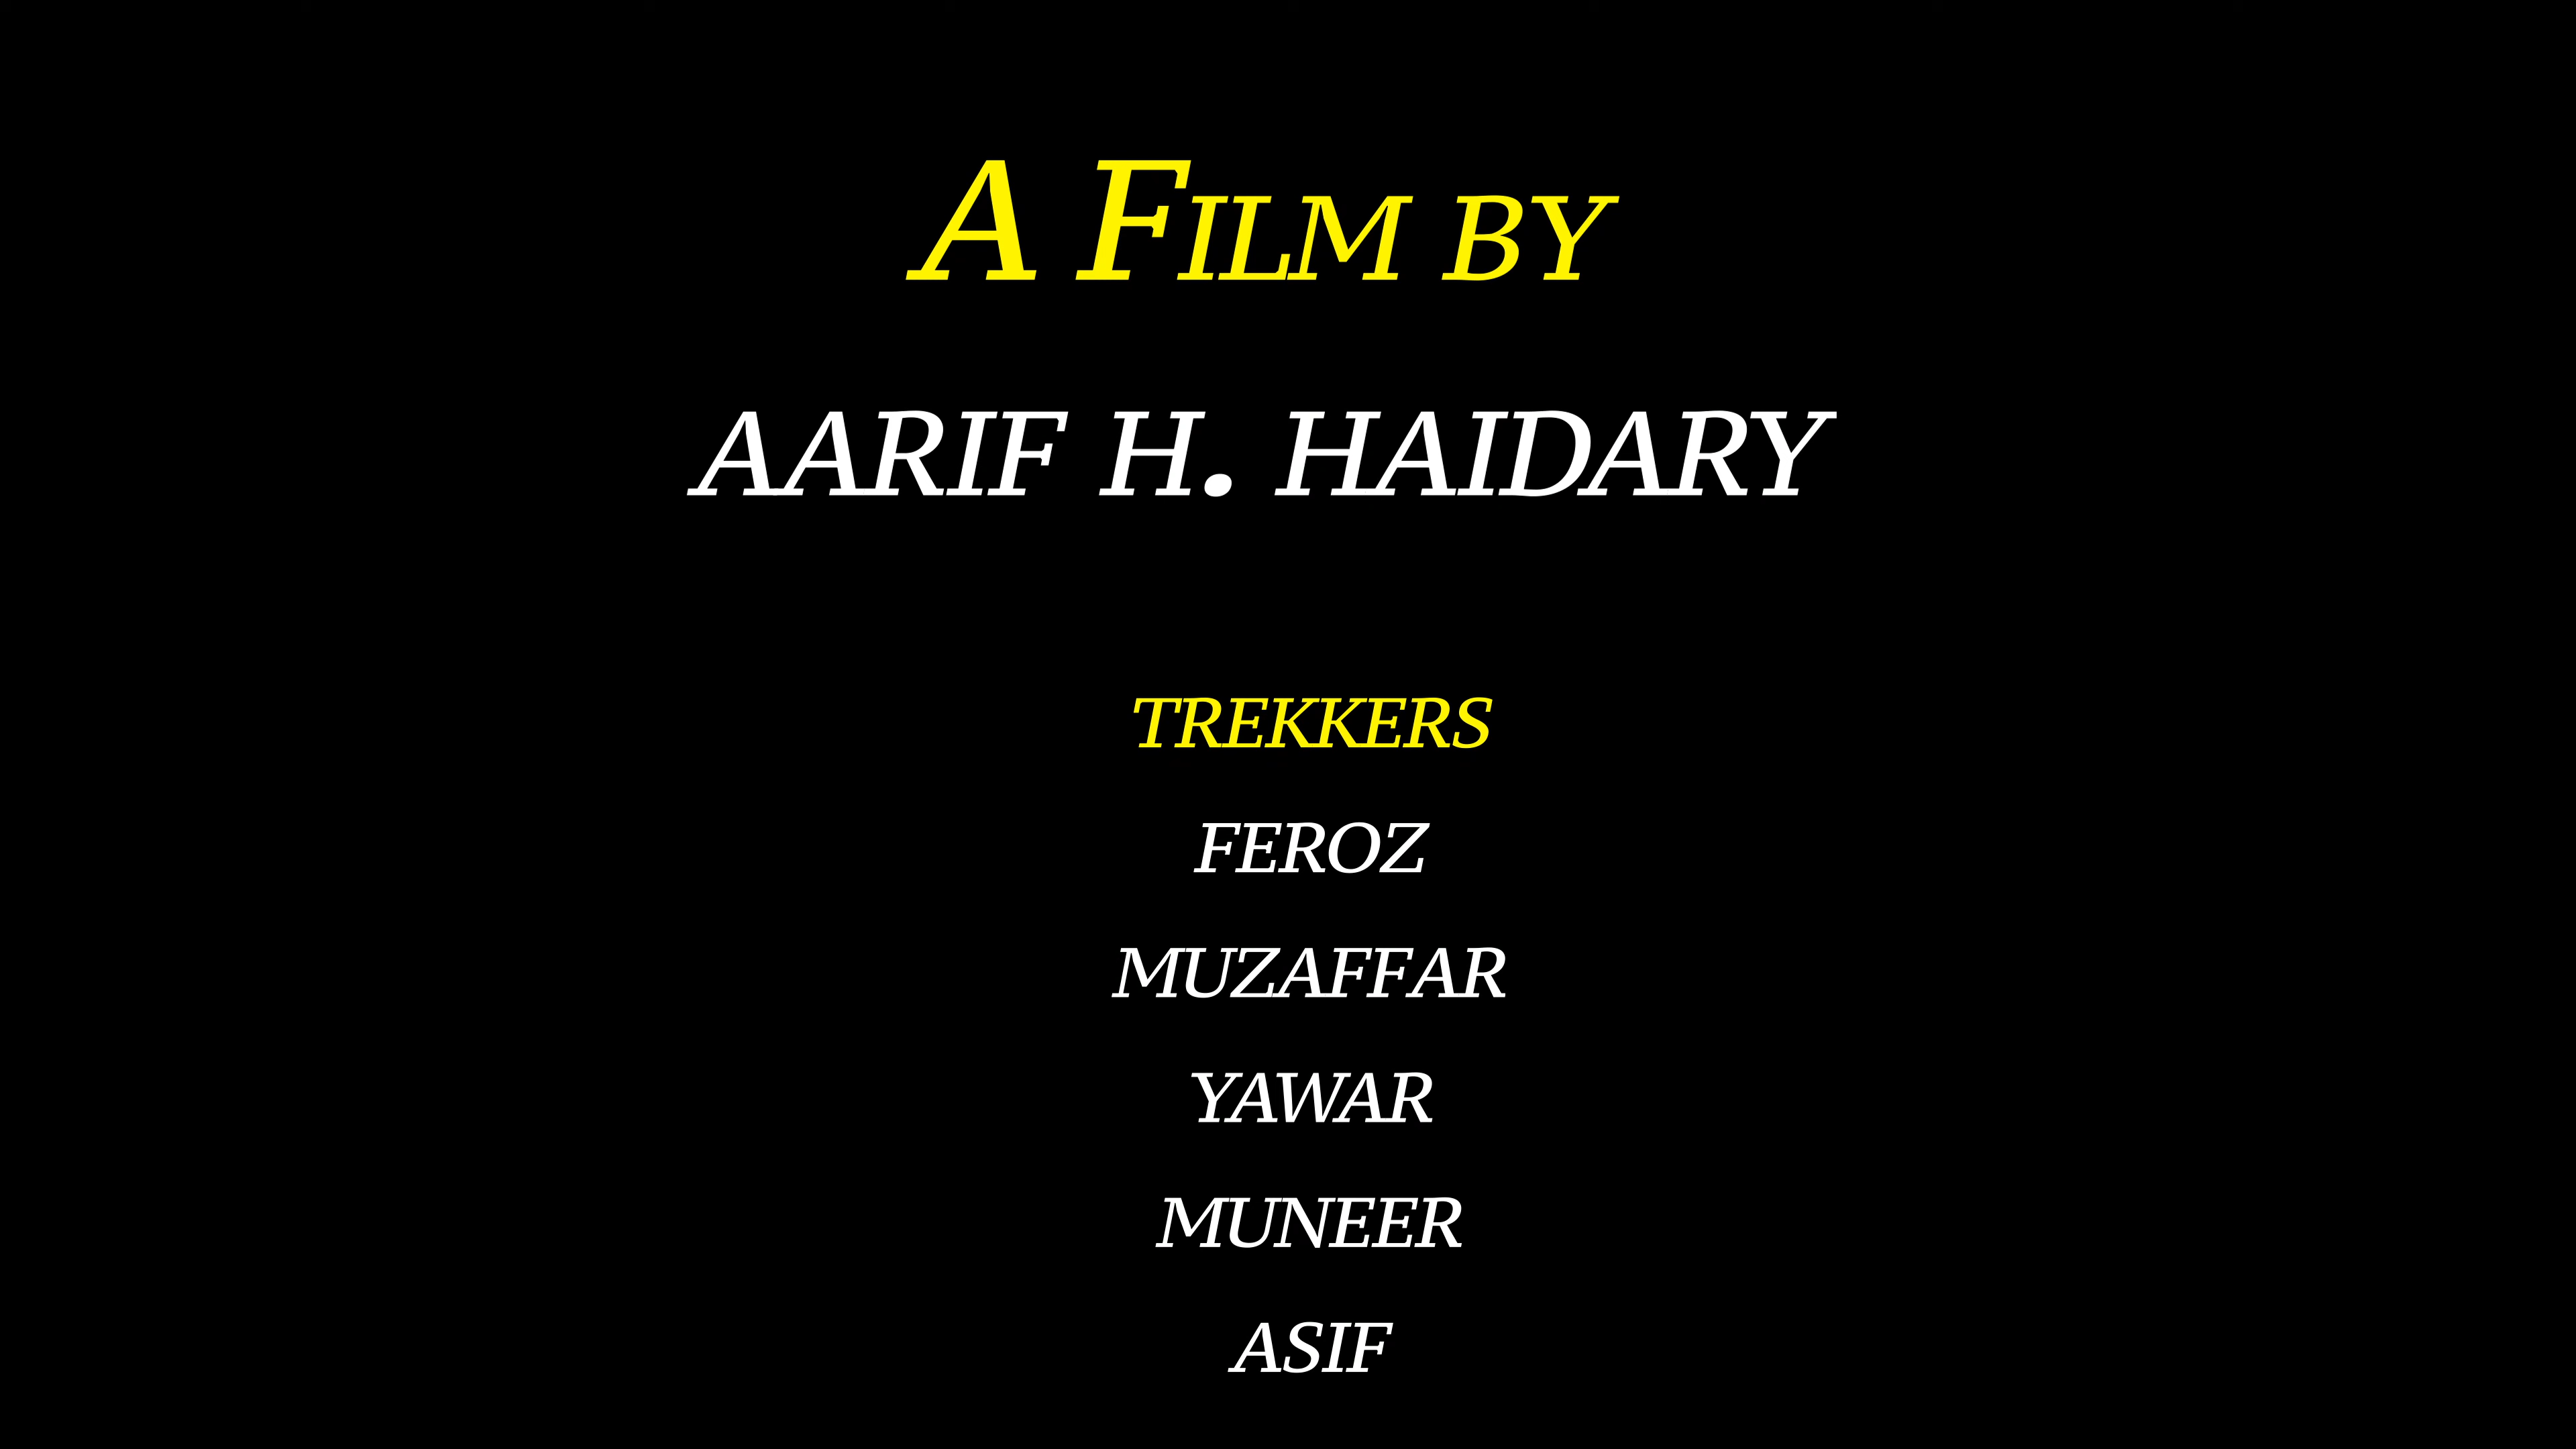 A FILM BY
AARIF H. HAIDARY
TREKKERS
FEROZ
MUZAFFAR
YAWAR
MUNEER
ASIF